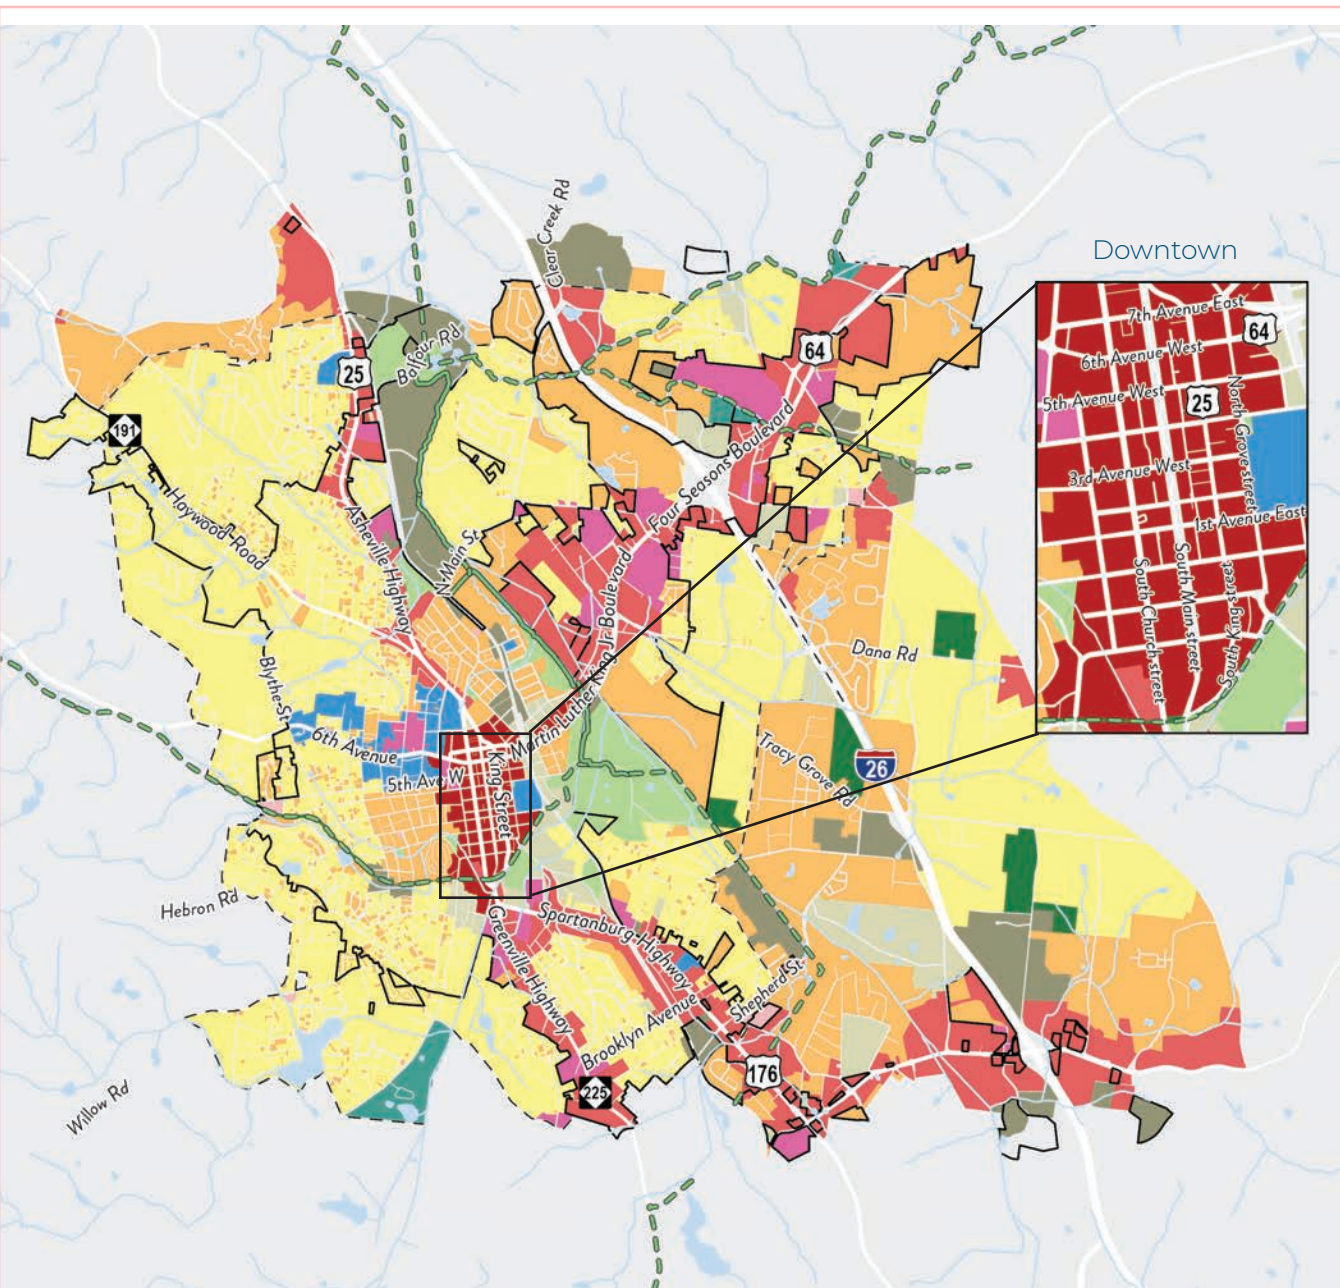 Clear Creek Rd
Downtown
7th Avenue East
64
6th Avenue West
5th Avenue West
25
North Grove street
3rd Avenue West
1st Avenue East
South Church street
South Main street
South King street
Balfour Rd
25
64
191
Haywood Road
Asheville Highway
N Main St
Four Seasons Boulevard
Martin Luther King Jr. Boulevard
Dana Rd
Blythe St
6th Avenue
5th Ave W
King Street
Tracy Grove Rd
26
Hebron Rd
Greenville Highway
Spartanburg Highway
Shepherd St
Brooklyn Avenue
176
225
Willow Rd